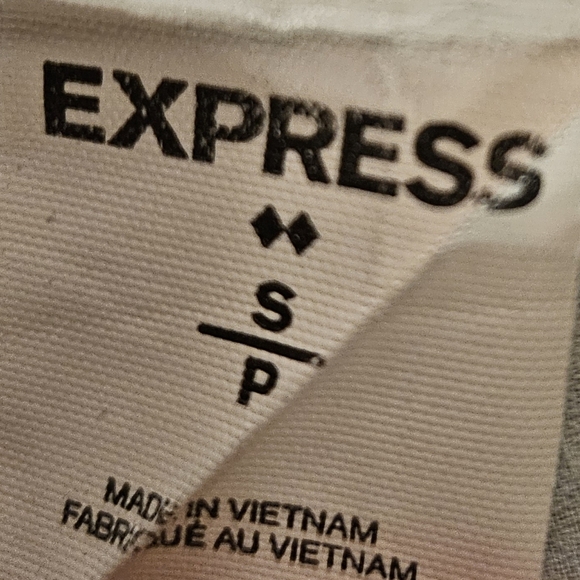 EXPRESS
S
P
MADE IN VIETNAM
FABRIQUÉ AU VIETNAM